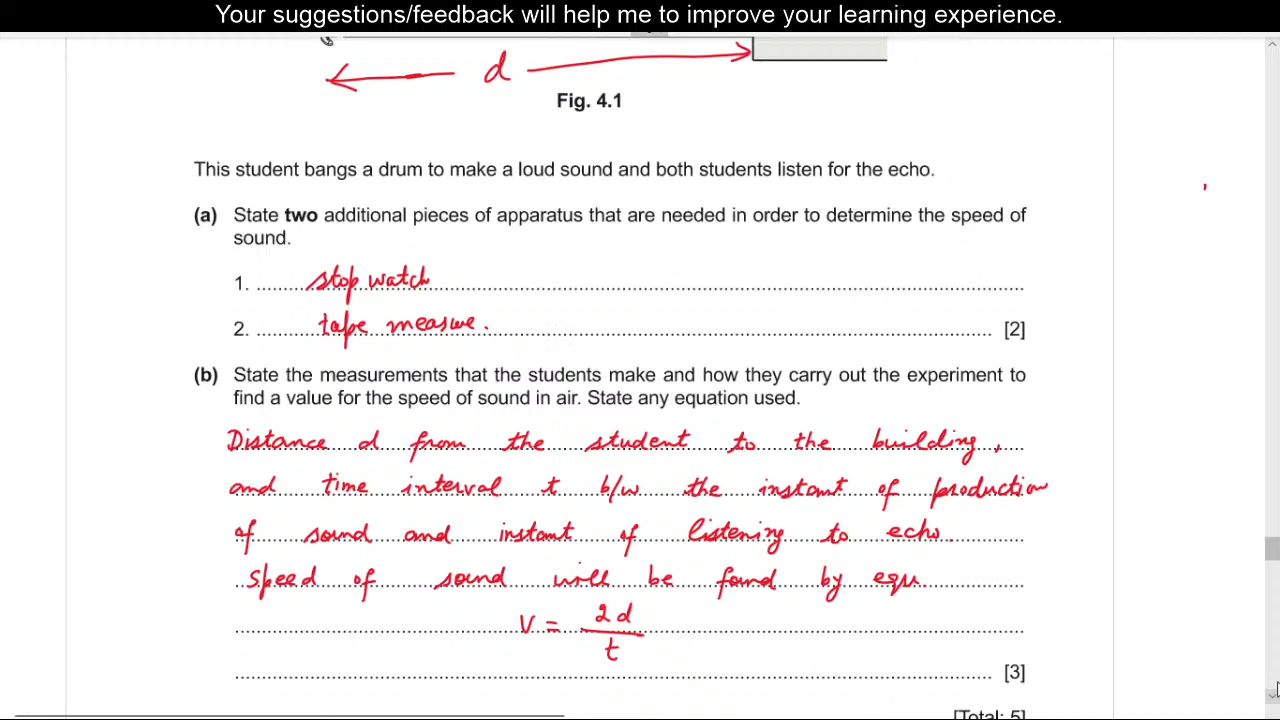 Your suggestions/feedback will help me to improve your learning experience.
d
Fig. 4.1
This student bangs a drum to make a loud sound and both students listen for the echo.
(a) State two additional pieces of apparatus that are needed in order to determine the speed of
sound.
1. stop watch
2. tape measure. [2]
(b) State the measurements that the students make and how they carry out the experiment to
find a value for the speed of sound in air. State any equation used.
Distance d from the student to the building,
and time interval t b/w the instant of production
of sound and instant of listening to echo
Speed of sound will be found by equ
V = 2d/t
[3]
[Total: 5]